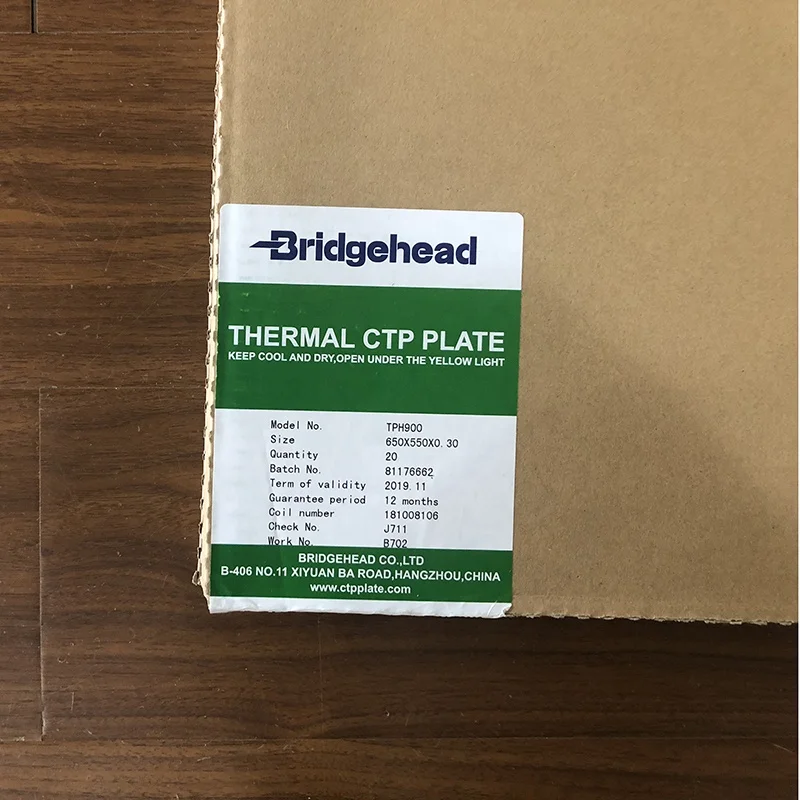 Bridgehead
THERMAL CTP PLATE
KEEP COOL AND DRY,OPEN UNDER THE YELLOW LIGHT
Model No. TPH900
Size 650X550X0.30
Quantity 20
Batch No. 81176662
Term of validity 2019.11
Guarantee period 12 months
Coil number 181008106
Check No. J711
Work No. B702
BRIDGEHEAD CO.,LTD
B-406 NO.11 XIYUAN BA ROAD,HANGZHOU,CHINA
www.ctpplate.com